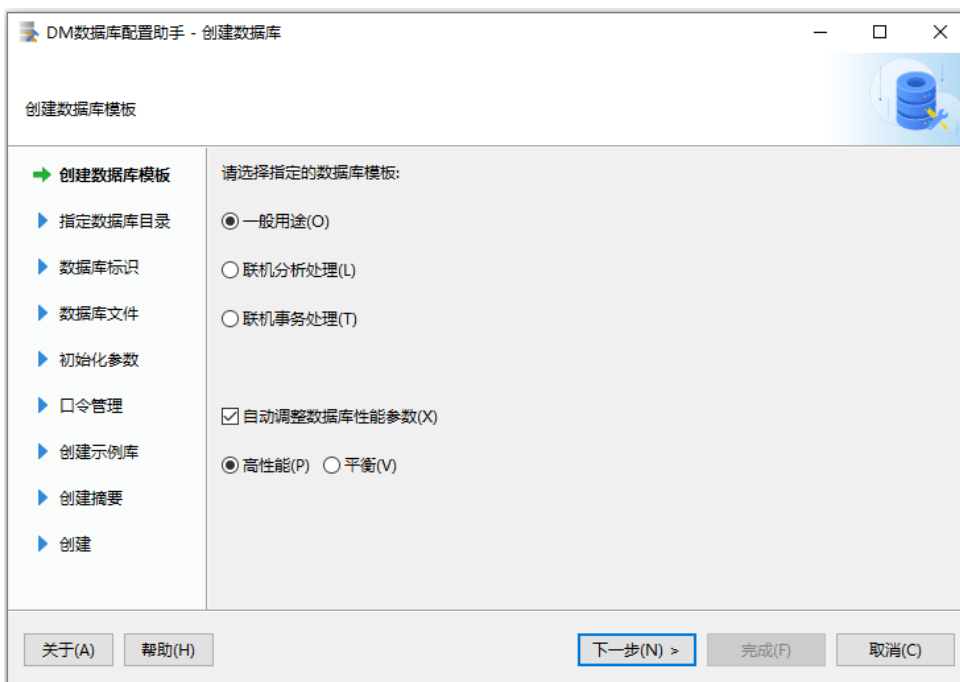 DM数据库配置助手 - 创建数据库
创建数据库模板
创建数据库模板
指定数据库目录
数据库标识
数据库文件
初始化参数
口令管理
创建示例库
创建摘要
创建
请选择指定的数据库模板:
一般用途(O)
联机分析处理(L)
联机事务处理(T)
自动调整数据库性能参数(X)
高性能(P) 平衡(V)
关于(A) 帮助(H) 下一步(N) > 完成(F) 取消(C)